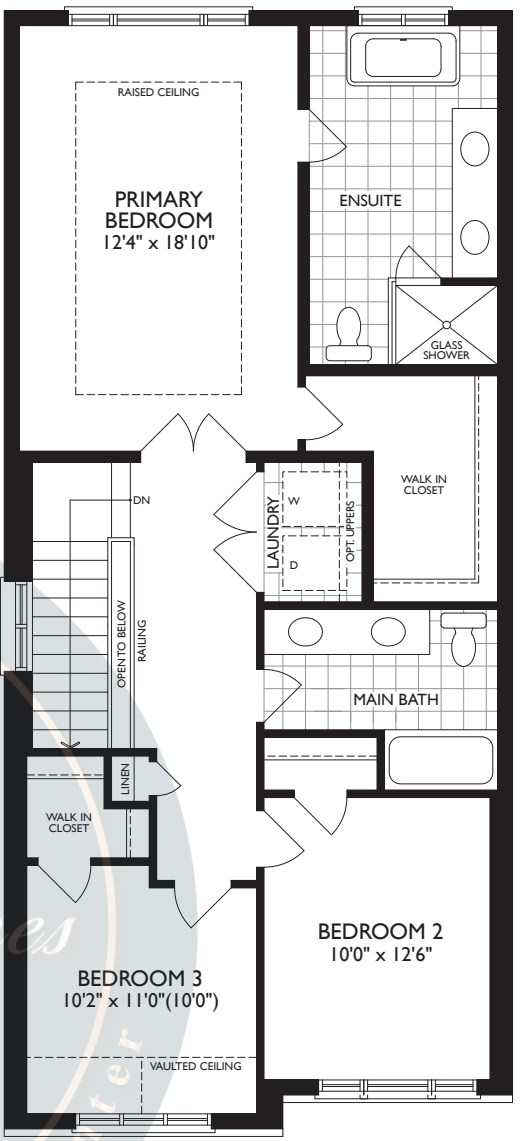 RAISED CEILING
PRIMARY
BEDROOM
12'4" x 18'10"
ENSUITE
GLASS
SHOWER
WALK IN
CLOSET
DN
LAUNDRY
W
D
OPT. UPPERS
OPEN TO BELOW
RAILING
MAIN BATH
LINEN
WALK IN
CLOSET
BEDROOM 2
10'0" x 12'6"
BEDROOM 3
10'2" x 11'0"(10'0")
VAULTED CEILING